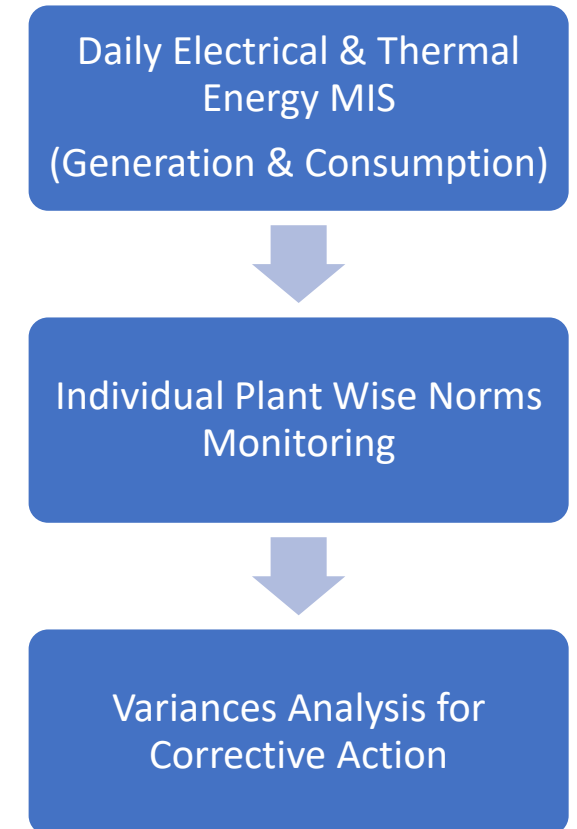 Daily Electrical & Thermal
Energy MIS
(Generation & Consumption)
Individual Plant Wise Norms
Monitoring
Variances Analysis for
Corrective Action